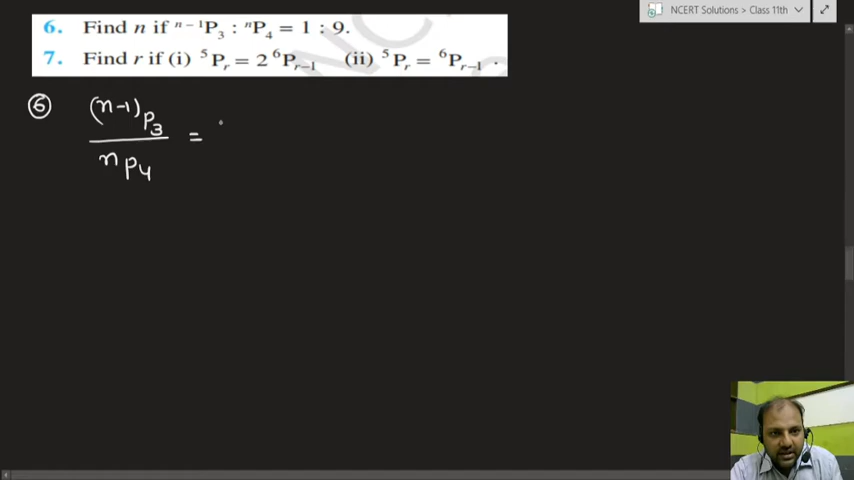 NCERT Solutions > Class 11th
6. Find n if ⁿ⁻¹P₃ : ⁿP₄ = 1 : 9.
7. Find r if (i) ⁵Pᵣ = 2 ⁶Pᵣ₋₁ (ii) ⁵Pᵣ = ⁶Pᵣ₋₁ .
⑥ (n-1)P₃
=
nP₄